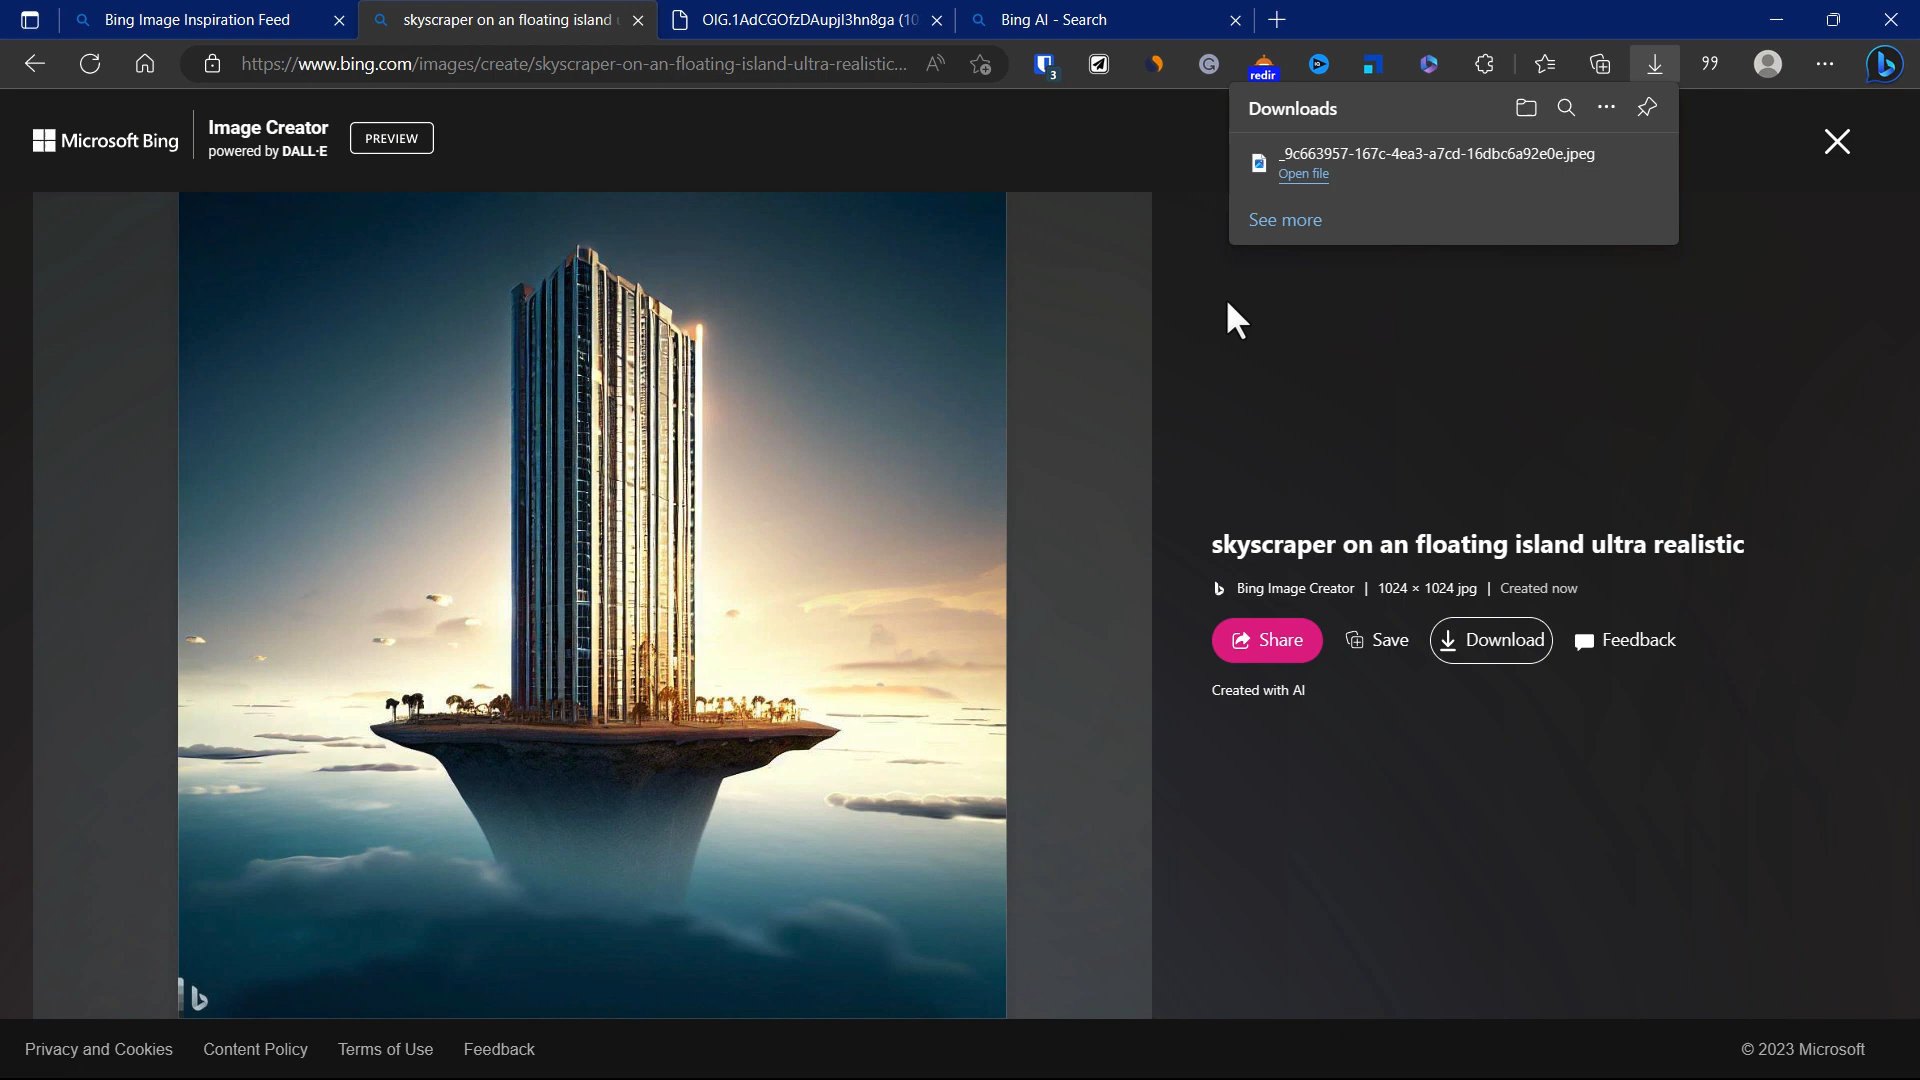 Bing Image Inspiration Feed
skyscraper on an floating island
OIG.1AdCGOfzDAupjl3hn8ga (10
Bing AI - Search
https://www.bing.com/images/create/skyscraper-on-an-floating-island-ultra-realistic...
3
redir
Downloads
_9c663957-167c-4ea3-a7cd-16dbc6a92e0e.jpeg
Open file
See more
Microsoft Bing
Image Creator
powered by DALL·E
PREVIEW
skyscraper on an floating island ultra realistic
Bing Image Creator | 1024 × 1024 jpg | Created now
Share
Save
Download
Feedback
Created with AI
Privacy and Cookies
Content Policy
Terms of Use
Feedback
© 2023 Microsoft